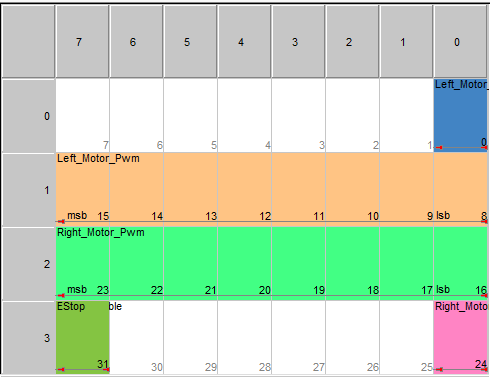 7 6 5 4 3 2 1 0
Left_Motor_
0
7 6 5 4 3 2 1 0
Left_Motor_Pwm
1
msb 15 14 13 12 11 10 9 lsb 8
Right_Motor_Pwm
2
msb 23 22 21 20 19 18 17 lsb 16
EStop ble Right_Moto
3
31 30 29 28 27 26 25 24